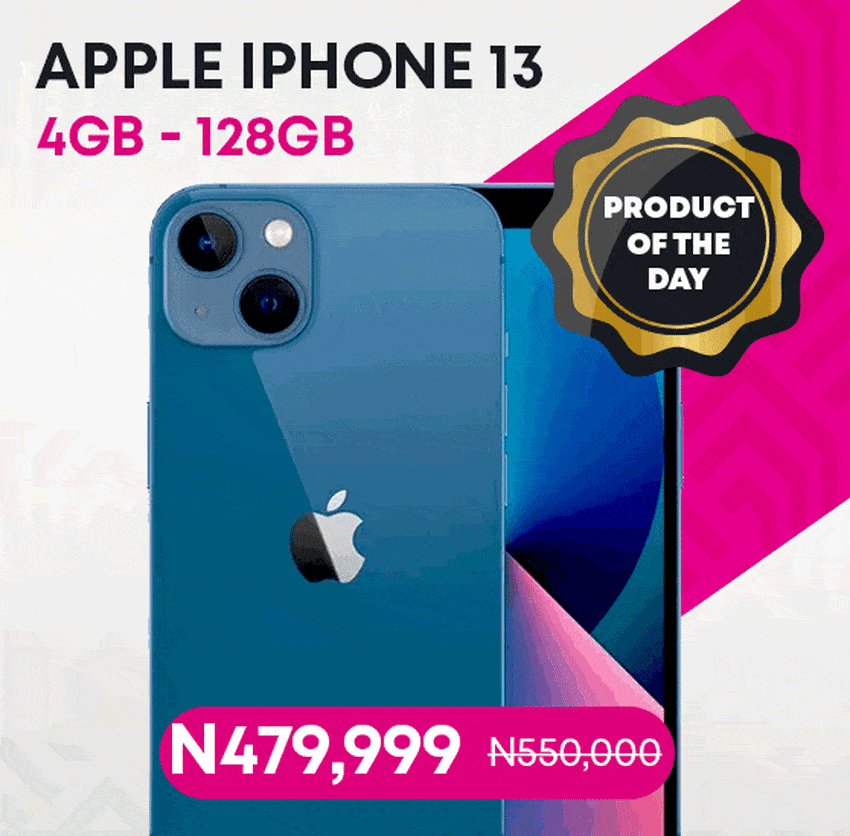 APPLE IPHONE 13
4GB - 128GB
PRODUCT
OF THE
DAY
N479,999 N550,000